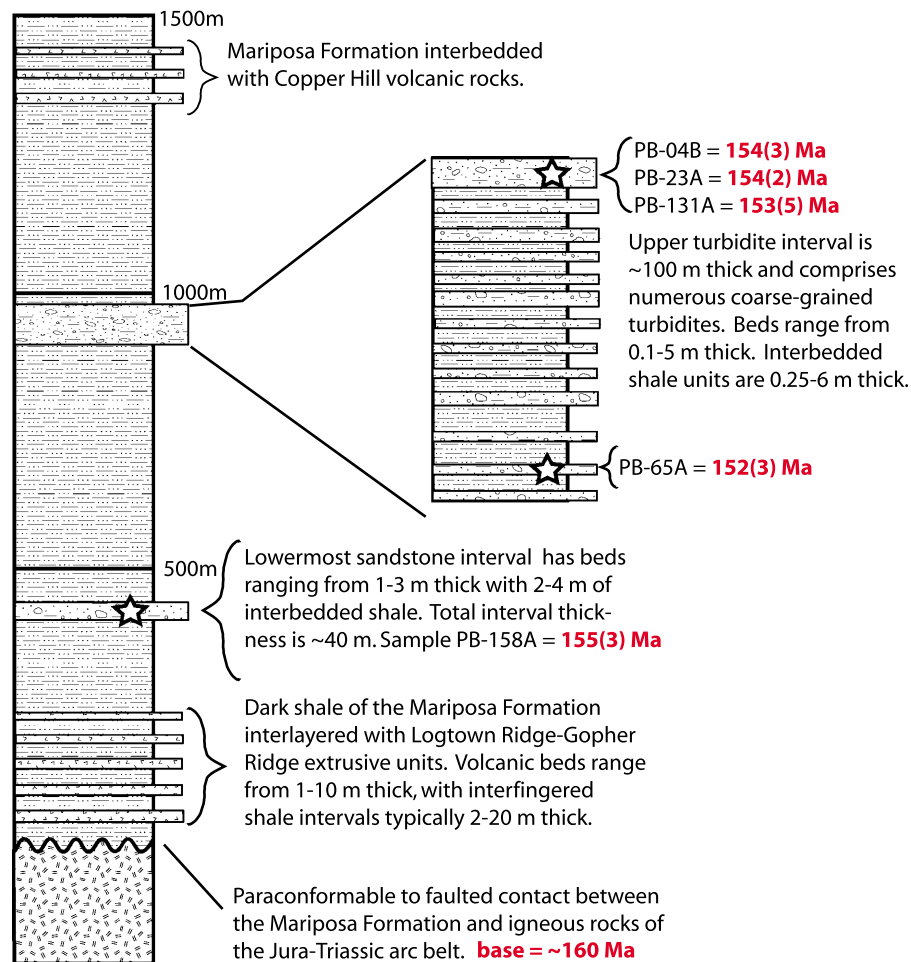 1500m
Mariposa Formation interbedded
with Copper Hill volcanic rocks.
PB-04B = 154(3) Ma
PB-23A = 154(2) Ma
PB-131A = 153(5) Ma
Upper turbidite interval is
~100 m thick and comprises
numerous coarse-grained
turbidites. Beds range from
0.1-5 m thick. Interbedded
shale units are 0.25-6 m thick.
1000m
PB-65A = 152(3) Ma
500m
Lowermost sandstone interval has beds
ranging from 1-3 m thick with 2-4 m of
interbedded shale. Total interval thick-
ness is ~40 m. Sample PB-158A = 155(3) Ma
Dark shale of the Mariposa Formation
interlayered with Logtown Ridge-Gopher
Ridge extrusive units. Volcanic beds range
from 1-10 m thick, with interfingered
shale intervals typically 2-20 m thick.
Paraconformable to faulted contact between
the Mariposa Formation and igneous rocks of
the Jura-Triassic arc belt. base = ~160 Ma